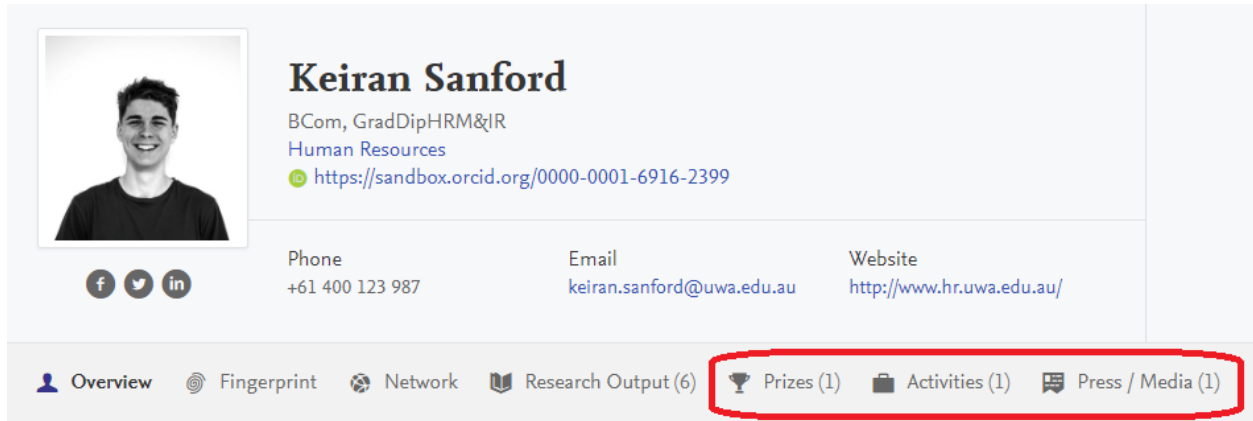 Keiran Sanford
BCom, GradDipHRM&IR
Human Resources
iD https://sandbox.orcid.org/0000-0001-6916-2399
Phone Email Website
+61 400 123 987 keiran.sanford@uwa.edu.au http://www.hr.uwa.edu.au/
f in
Overview Fingerprint Network Research Output (6) Prizes (1) Activities (1) Press / Media (1)